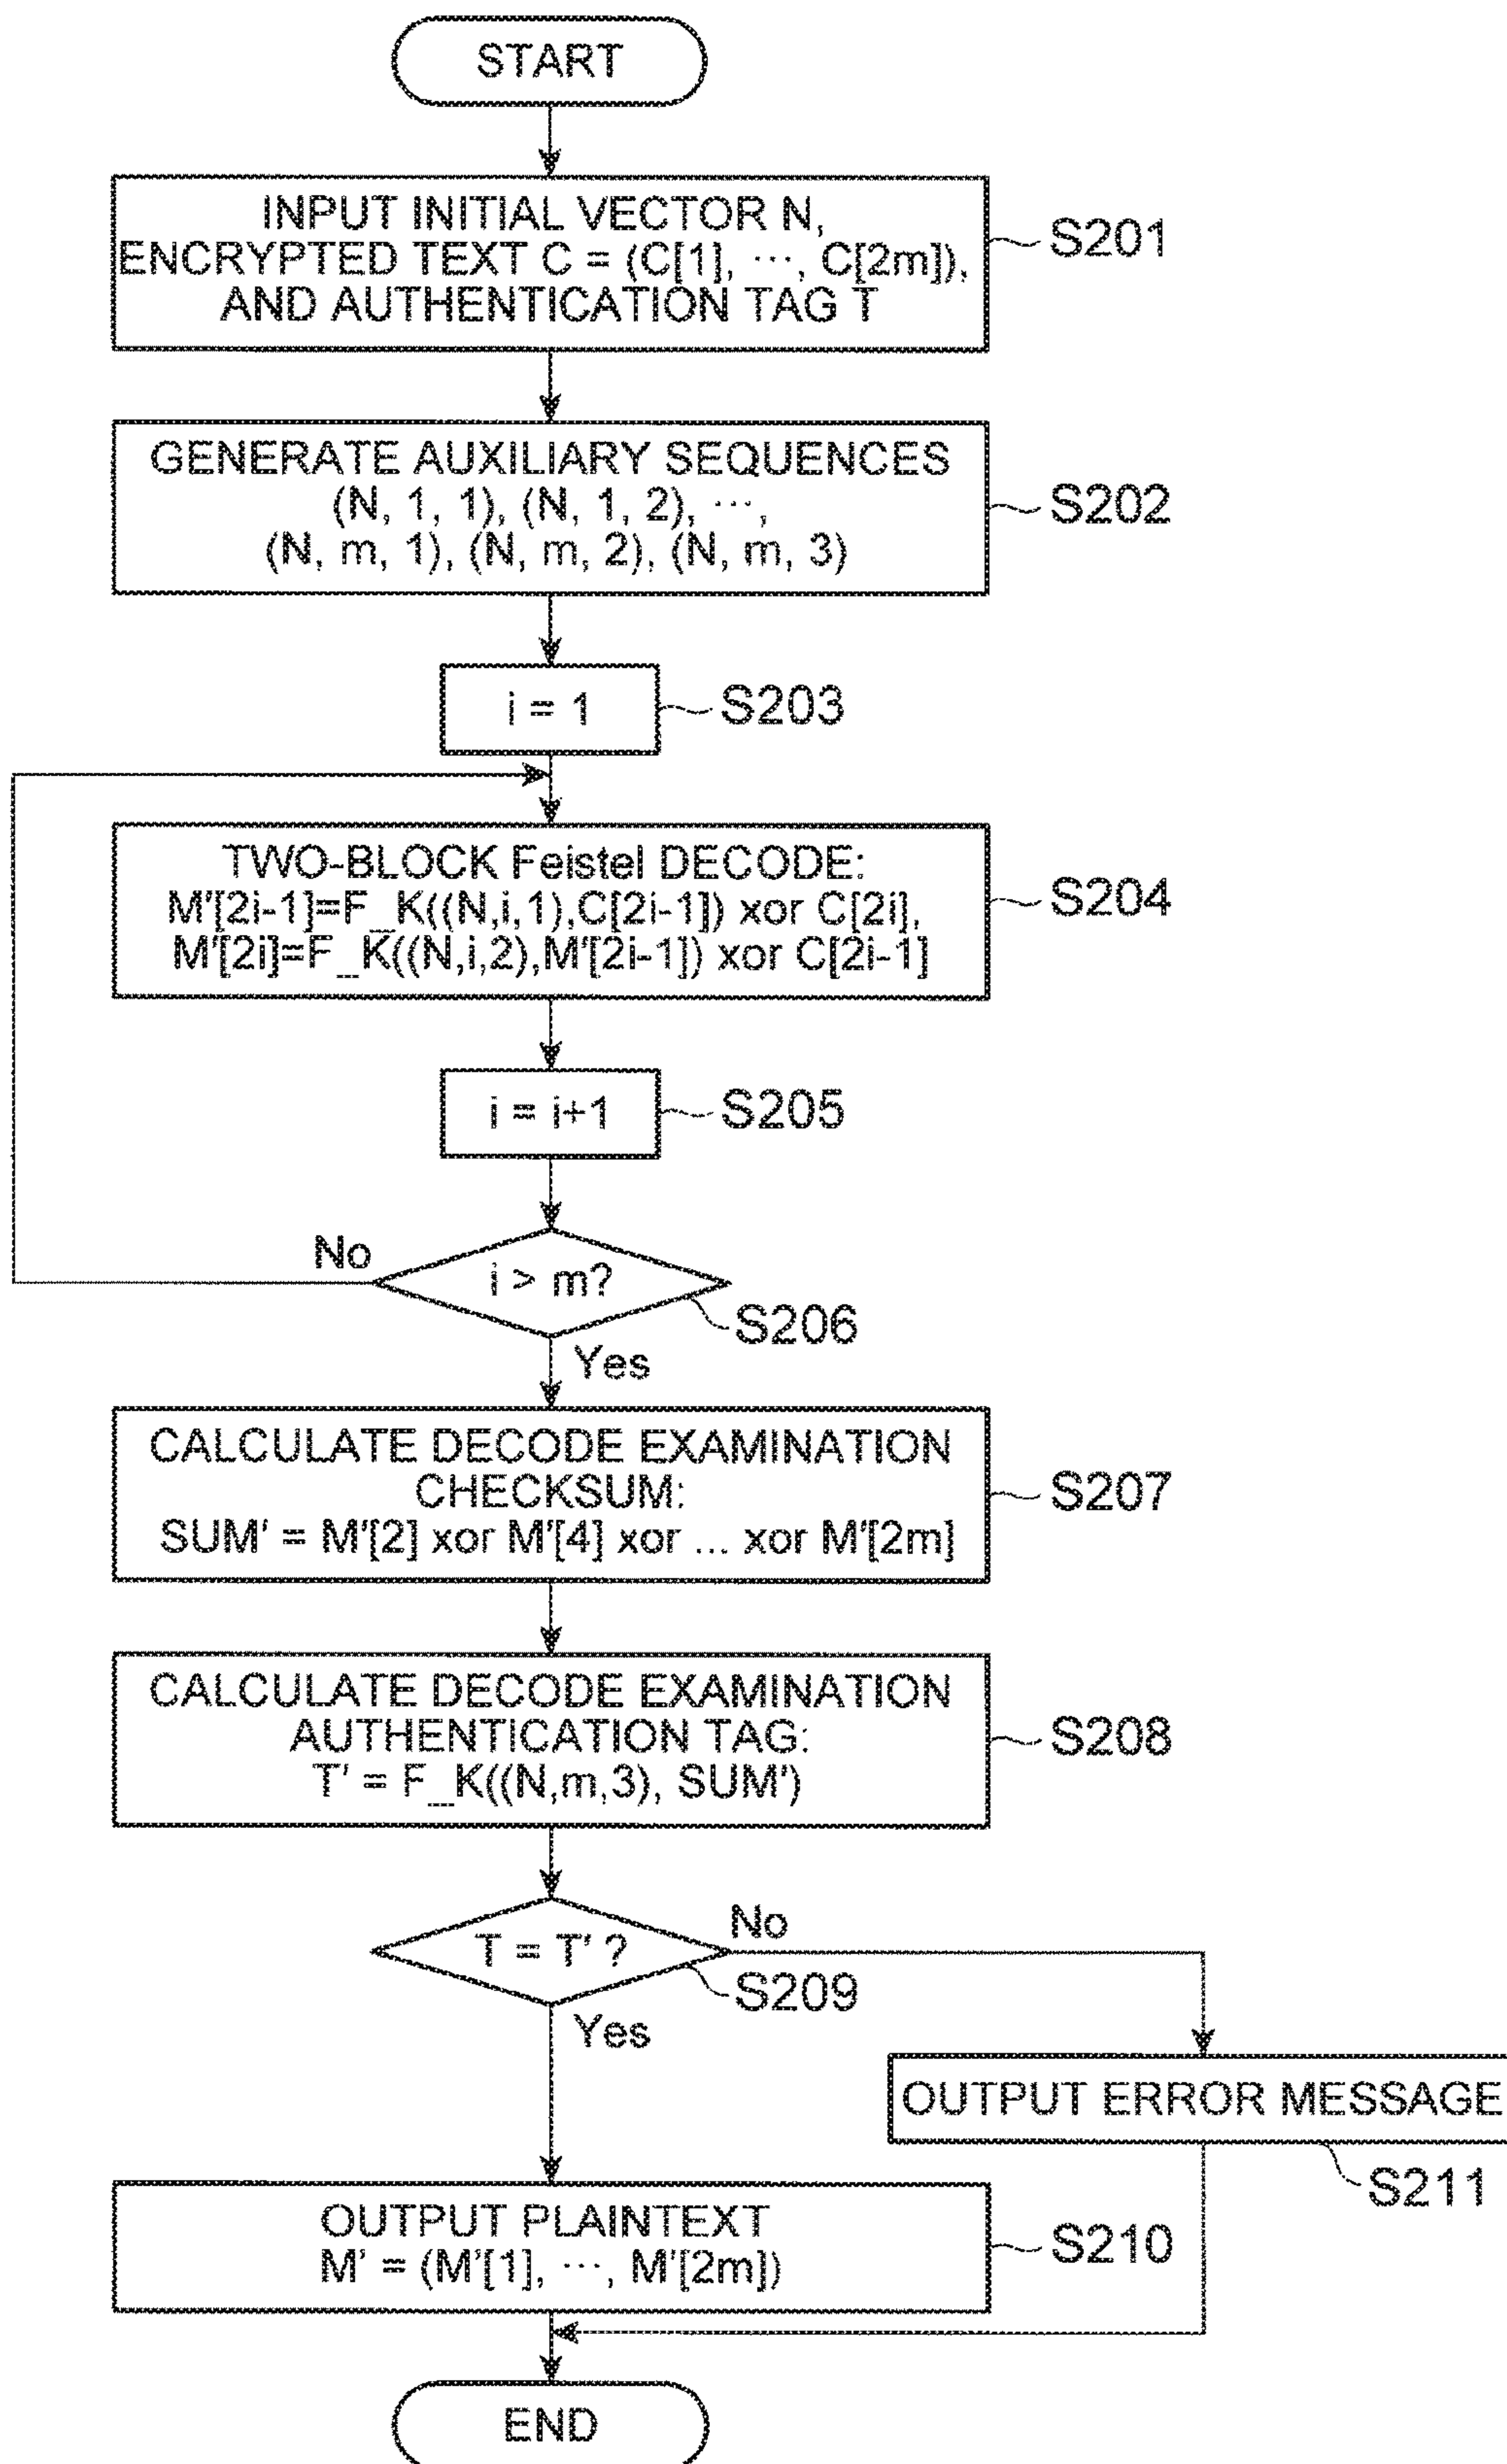 START
INPUT INITIAL VECTOR N,
ENCRYPTED TEXT C = (C[1], ⋯, C[2m]),
AND AUTHENTICATION TAG T
S201
GENERATE AUXILIARY SEQUENCES
(N, 1, 1), (N, 1, 2), ⋯,
(N, m, 1), (N, m, 2), (N, m, 3)
S202
i = 1
S203
TWO-BLOCK Feistel DECODE:
M'[2i-1]=F_K((N,i,1),C[2i-1]) xor C[2i],
M'[2i]=F_K((N,i,2),M'[2i-1]) xor C[2i-1]
S204
i = i+1
S205
No
i > m?
S206
Yes
CALCULATE DECODE EXAMINATION
CHECKSUM:
SUM' = M'[2] xor M'[4] xor ... xor M'[2m]
S207
CALCULATE DECODE EXAMINATION
AUTHENTICATION TAG:
T' = F_K((N,m,3), SUM')
S208
T = T' ?
No
S209
Yes
OUTPUT ERROR MESSAGE
S211
OUTPUT PLAINTEXT
M' = (M'[1], ⋯, M'[2m])
S210
END